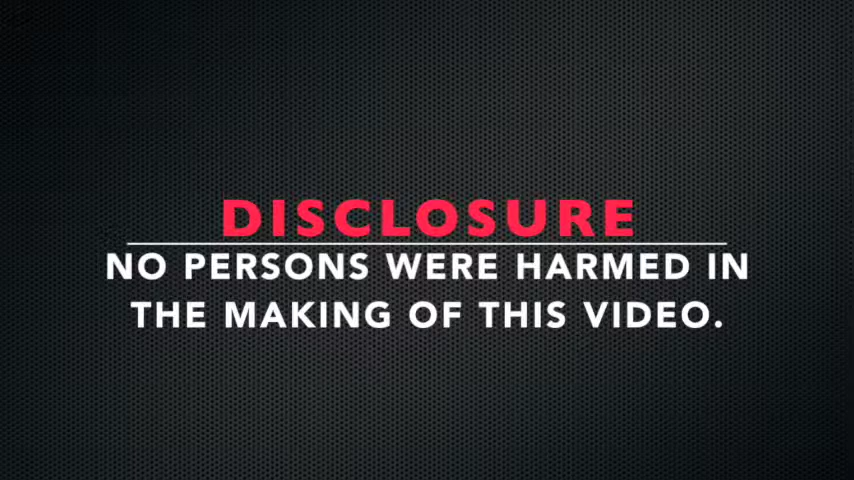 DISCLOSURE
NO PERSONS WERE HARMED IN
THE MAKING OF THIS VIDEO.